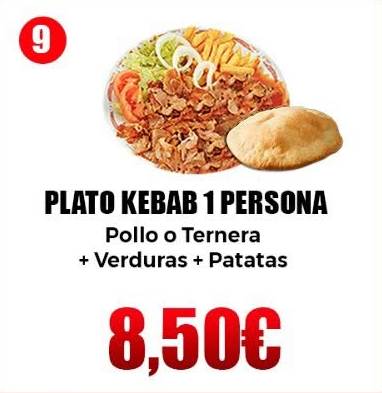 9
PLATO KEBAB 1 PERSONA
Pollo o Ternera
+ Verduras + Patatas
8,50€